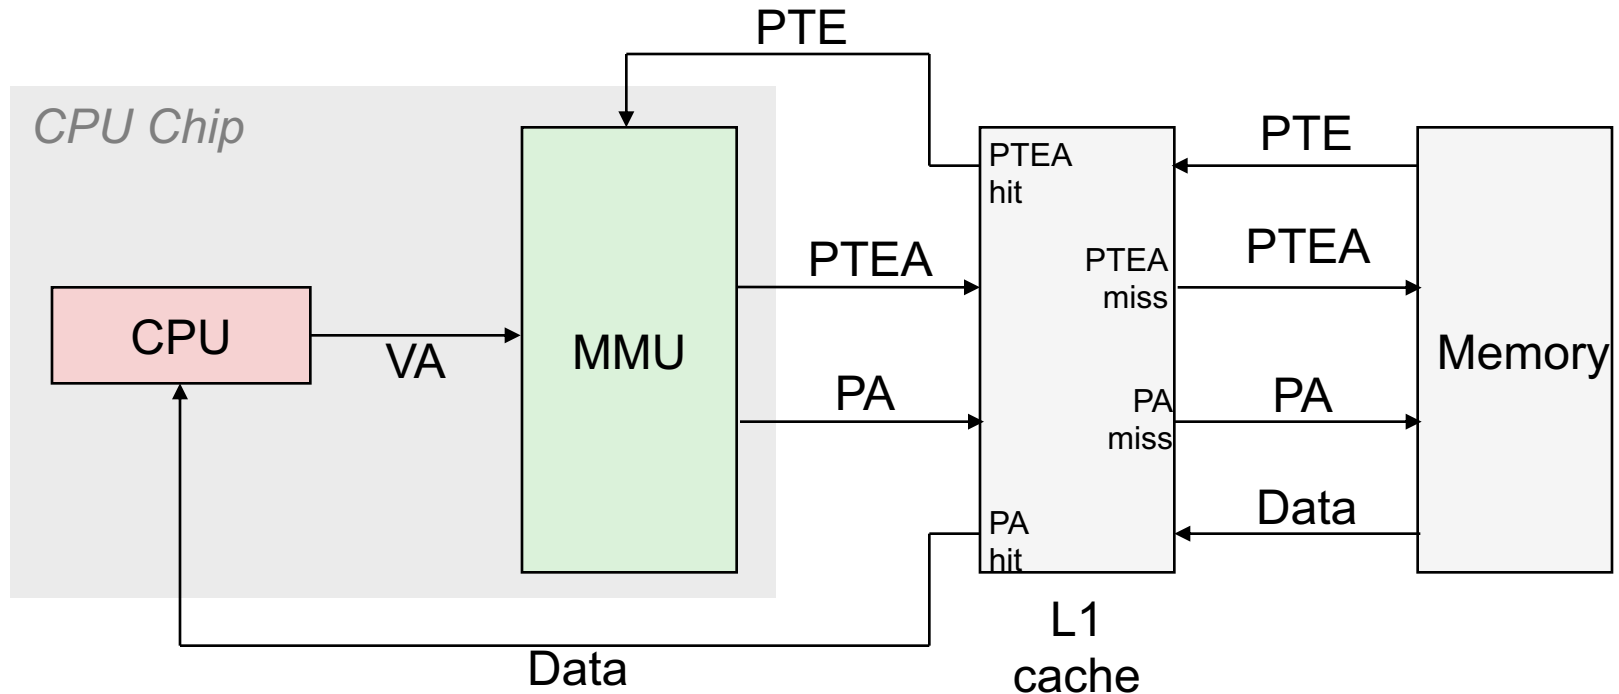 PTE
CPU Chip
PTEA
hit
PTE
PTEA
PTEA
miss
PTEA
CPU
VA
MMU
Memory
PA
PA
miss
PA
PA
hit
Data
L1
cache
Data